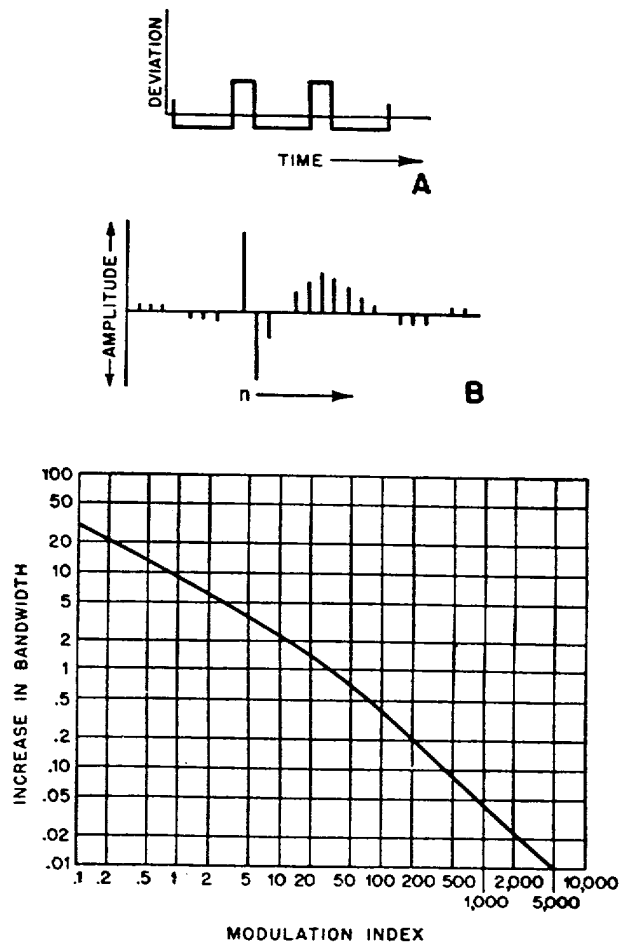 DEVIATION
TIME
A
AMPLITUDE
n
B
INCREASE IN BANDWIDTH
100
50
20
10
5
2
1
.5
.2
.10
.05
.02
.01
.1 .2 .5 1 2 5 10 20 50 100 200 500 2,000 10,000
1,000 5,000
MODULATION INDEX